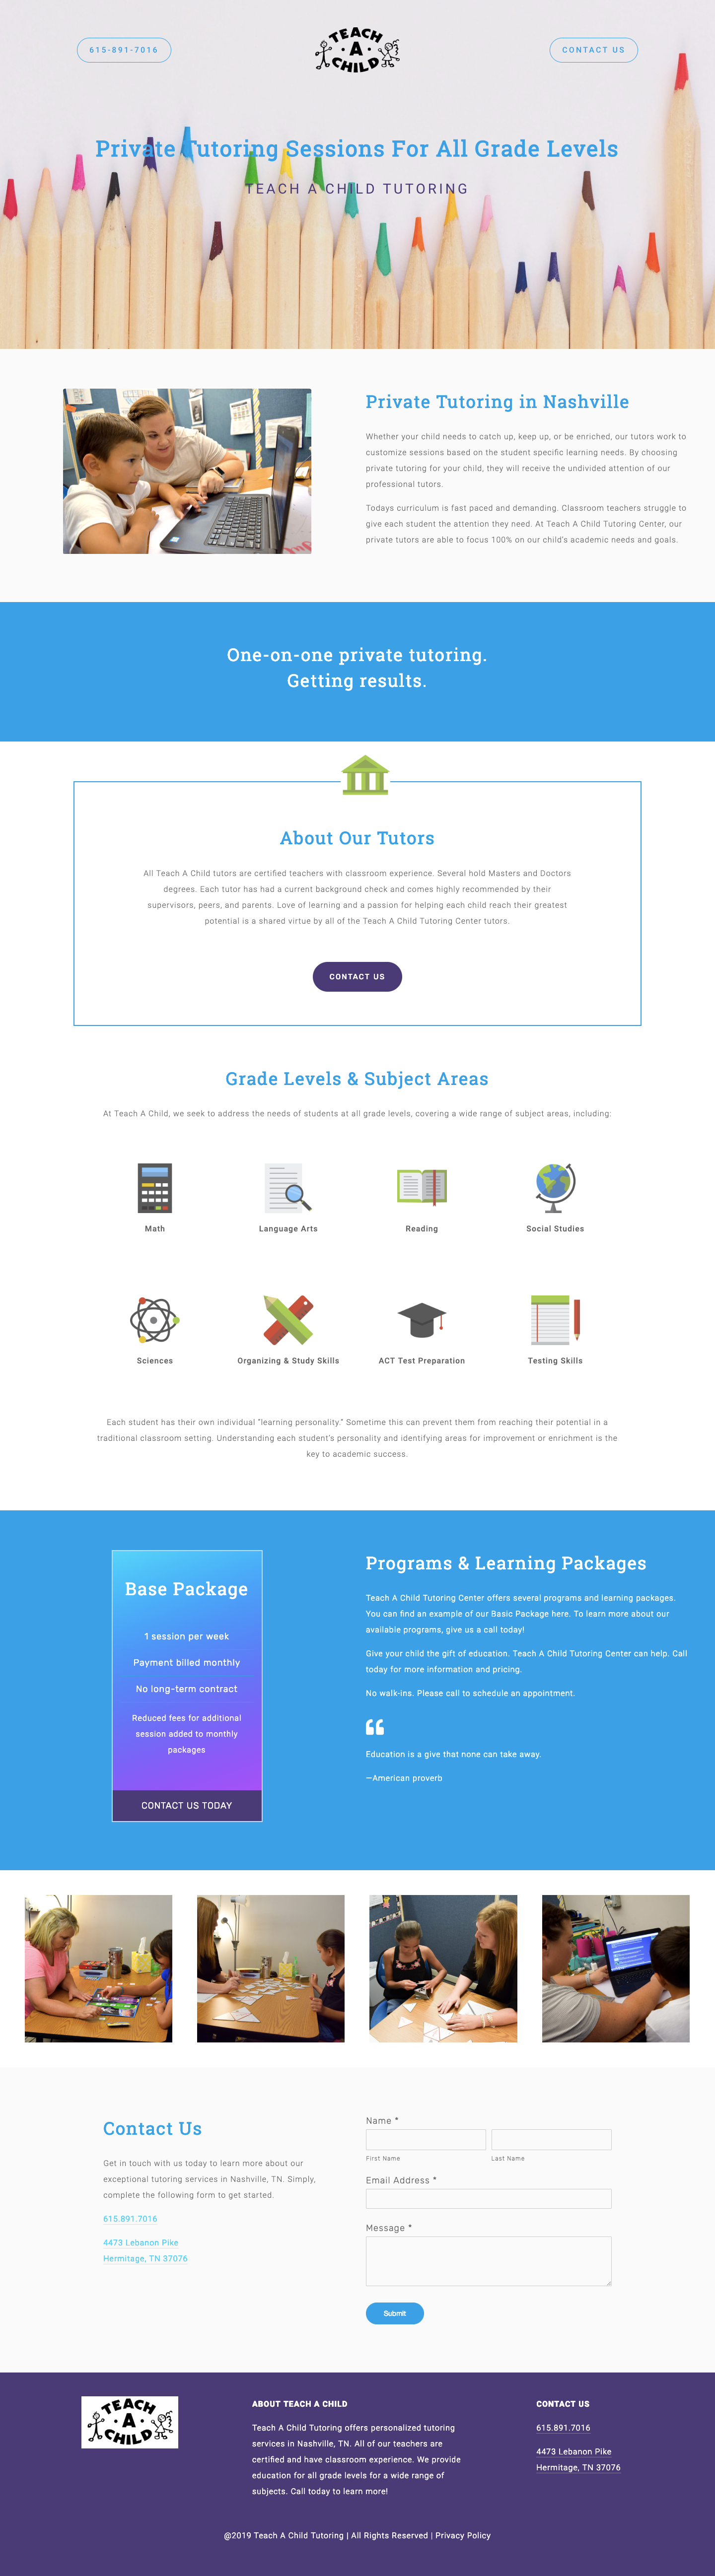 615-891-7016
TEACH
A
CHILD
CONTACT US
Private Tutoring Sessions For All Grade Levels
TEACH A CHILD TUTORING
Private Tutoring in Nashville
Whether your child needs to catch up, keep up, or be enriched, our tutors work to
customize sessions based on the student specific learning needs. By choosing
private tutoring for your child, they will receive the undivided attention of our
professional tutors.
Todays curriculum is fast paced and demanding. Classroom teachers struggle to
give each student the attention they need. At Teach A Child Tutoring Center, our
private tutors are able to focus 100% on our child's academic needs and goals.
One-on-one private tutoring.
Getting results.
About Our Tutors
All Teach A Child tutors are certified teachers with classroom experience. Several hold Masters and Doctors
degrees. Each tutor has had a current background check and comes highly recommended by their
supervisors, peers, and parents. Love of learning and a passion for helping each child reach their greatest
potential is a shared virtue by all of the Teach A Child Tutoring Center tutors.
CONTACT US
Grade Levels & Subject Areas
At Teach A Child, we seek to address the needs of students at all grade levels, covering a wide range of subject areas, including:
Math
Language Arts
Reading
Social Studies
Sciences
Organizing & Study Skills
ACT Test Preparation
Testing Skills
Each student has their own individual "learning personality." Sometime this can prevent them from reaching their potential in a
traditional classroom setting. Understanding each student's personality and identifying areas for improvement or enrichment is the
key to academic success.
Base Package
1 session per week
Payment billed monthly
No long-term contract
Reduced fees for additional
session added to monthly
packages
CONTACT US TODAY
Programs & Learning Packages
Teach A Child Tutoring Center offers several programs and learning packages.
You can find an example of our Basic Package here. To learn more about our
available programs, give us a call today!
Give your child the gift of education. Teach A Child Tutoring Center can help. Call
today for more information and pricing.
No walk-ins. Please call to schedule an appointment.
“
Education is a give that none can take away.
—American proverb
Contact Us
Get in touch with us today to learn more about our
exceptional tutoring services in Nashville, TN. Simply,
complete the following form to get started.
615.891.7016
4473 Lebanon Pike
Hermitage, TN 37076
Name *
First Name
Last Name
Email Address *
Message *
Submit
TEACH
A
CHILD
ABOUT TEACH A CHILD
Teach A Child Tutoring offers personalized tutoring
services in Nashville, TN. All of our teachers are
certified and have classroom experience. We provide
education for all grade levels for a wide range of
subjects. Call today to learn more!
CONTACT US
615.891.7016
4473 Lebanon Pike
Hermitage, TN 37076
@2019 Teach A Child Tutoring | All Rights Reserved | Privacy Policy